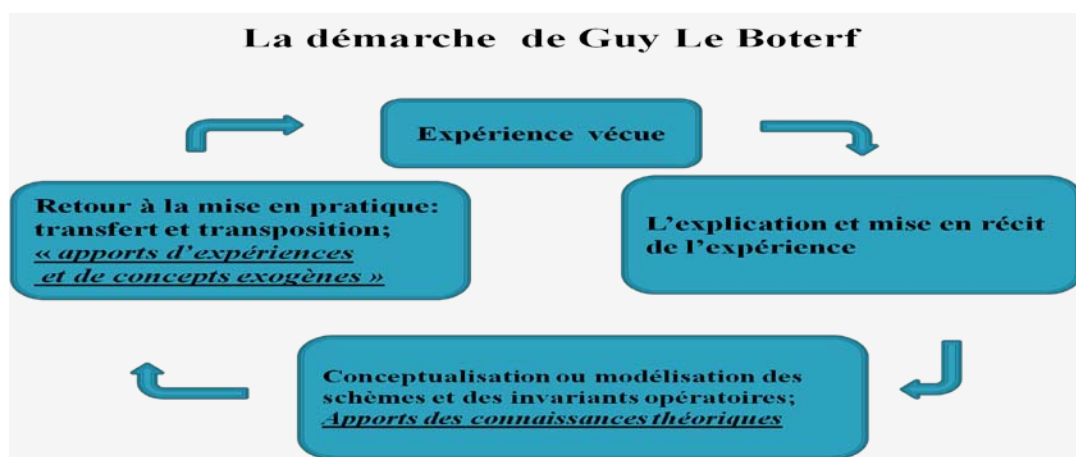 La démarche de Guy Le Boterf
Expérience vécue
L'explication et mise en récit
de l'expérience
Conceptualisation ou modélisation des
schèmes et des invariants opératoires;
Apports des connaissances théoriques
Retour à la mise en pratique:
transfert et transposition;
« apports d'expériences
et de concepts exogènes »